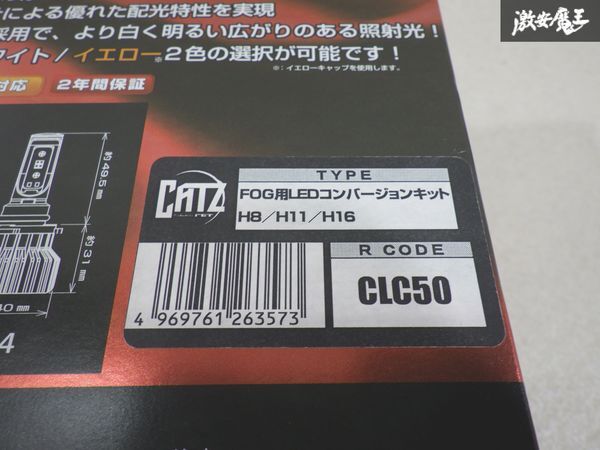 激安魔王
による優れた配光特性を実現
採用で、より白く明るい広がりのある照射光!
ワイト/イエロー※2色の選択が可能です!
※:イエローキャップを使用します。
対応
2年間保証
約49.5㎜
約31㎜
30㎜
4
CATZ
TYPE
FOG用LEDコンバージョンキット
H8/H11/H16
R CODE
CLC50
4 969761 263573